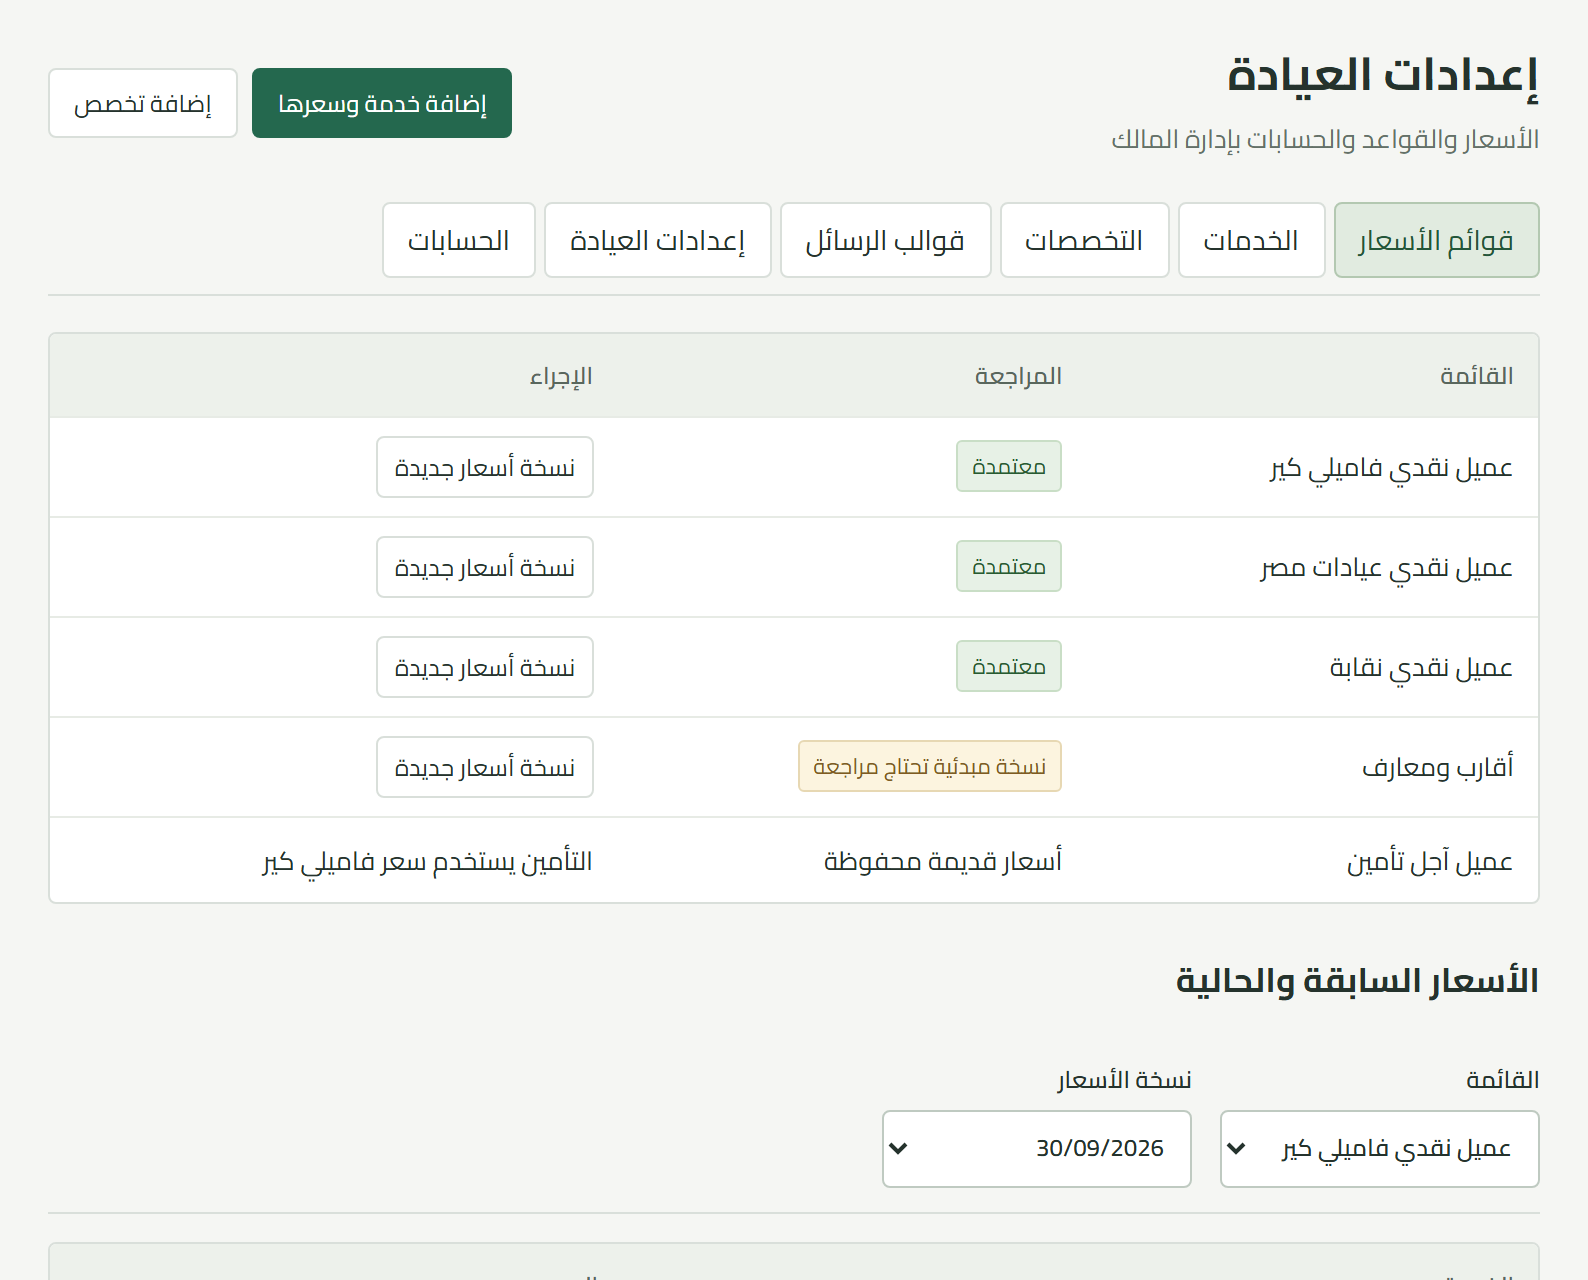 إعدادات العيادة
الأسعار والقواعد والحسابات بإدارة المالك
إضافة خدمة وسعرها
إضافة تخصص
قوائم الأسعار
الخدمات
التخصصات
قوالب الرسائل
إعدادات العيادة
الحسابات
القائمة المراجعة الإجراء
عميل نقدي فاميلي كير معتمدة نسخة أسعار جديدة
عميل نقدي عيادات مصر معتمدة نسخة أسعار جديدة
عميل نقدي نقابة معتمدة نسخة أسعار جديدة
أقارب ومعارف نسخة مبدئية تحتاج مراجعة نسخة أسعار جديدة
عميل آجل تأمين أسعار قديمة محفوظة التأمين يستخدم سعر فاميلي كير
الأسعار السابقة والحالية
القائمة نسخة الأسعار
عميل نقدي فاميلي كير 30/09/2026